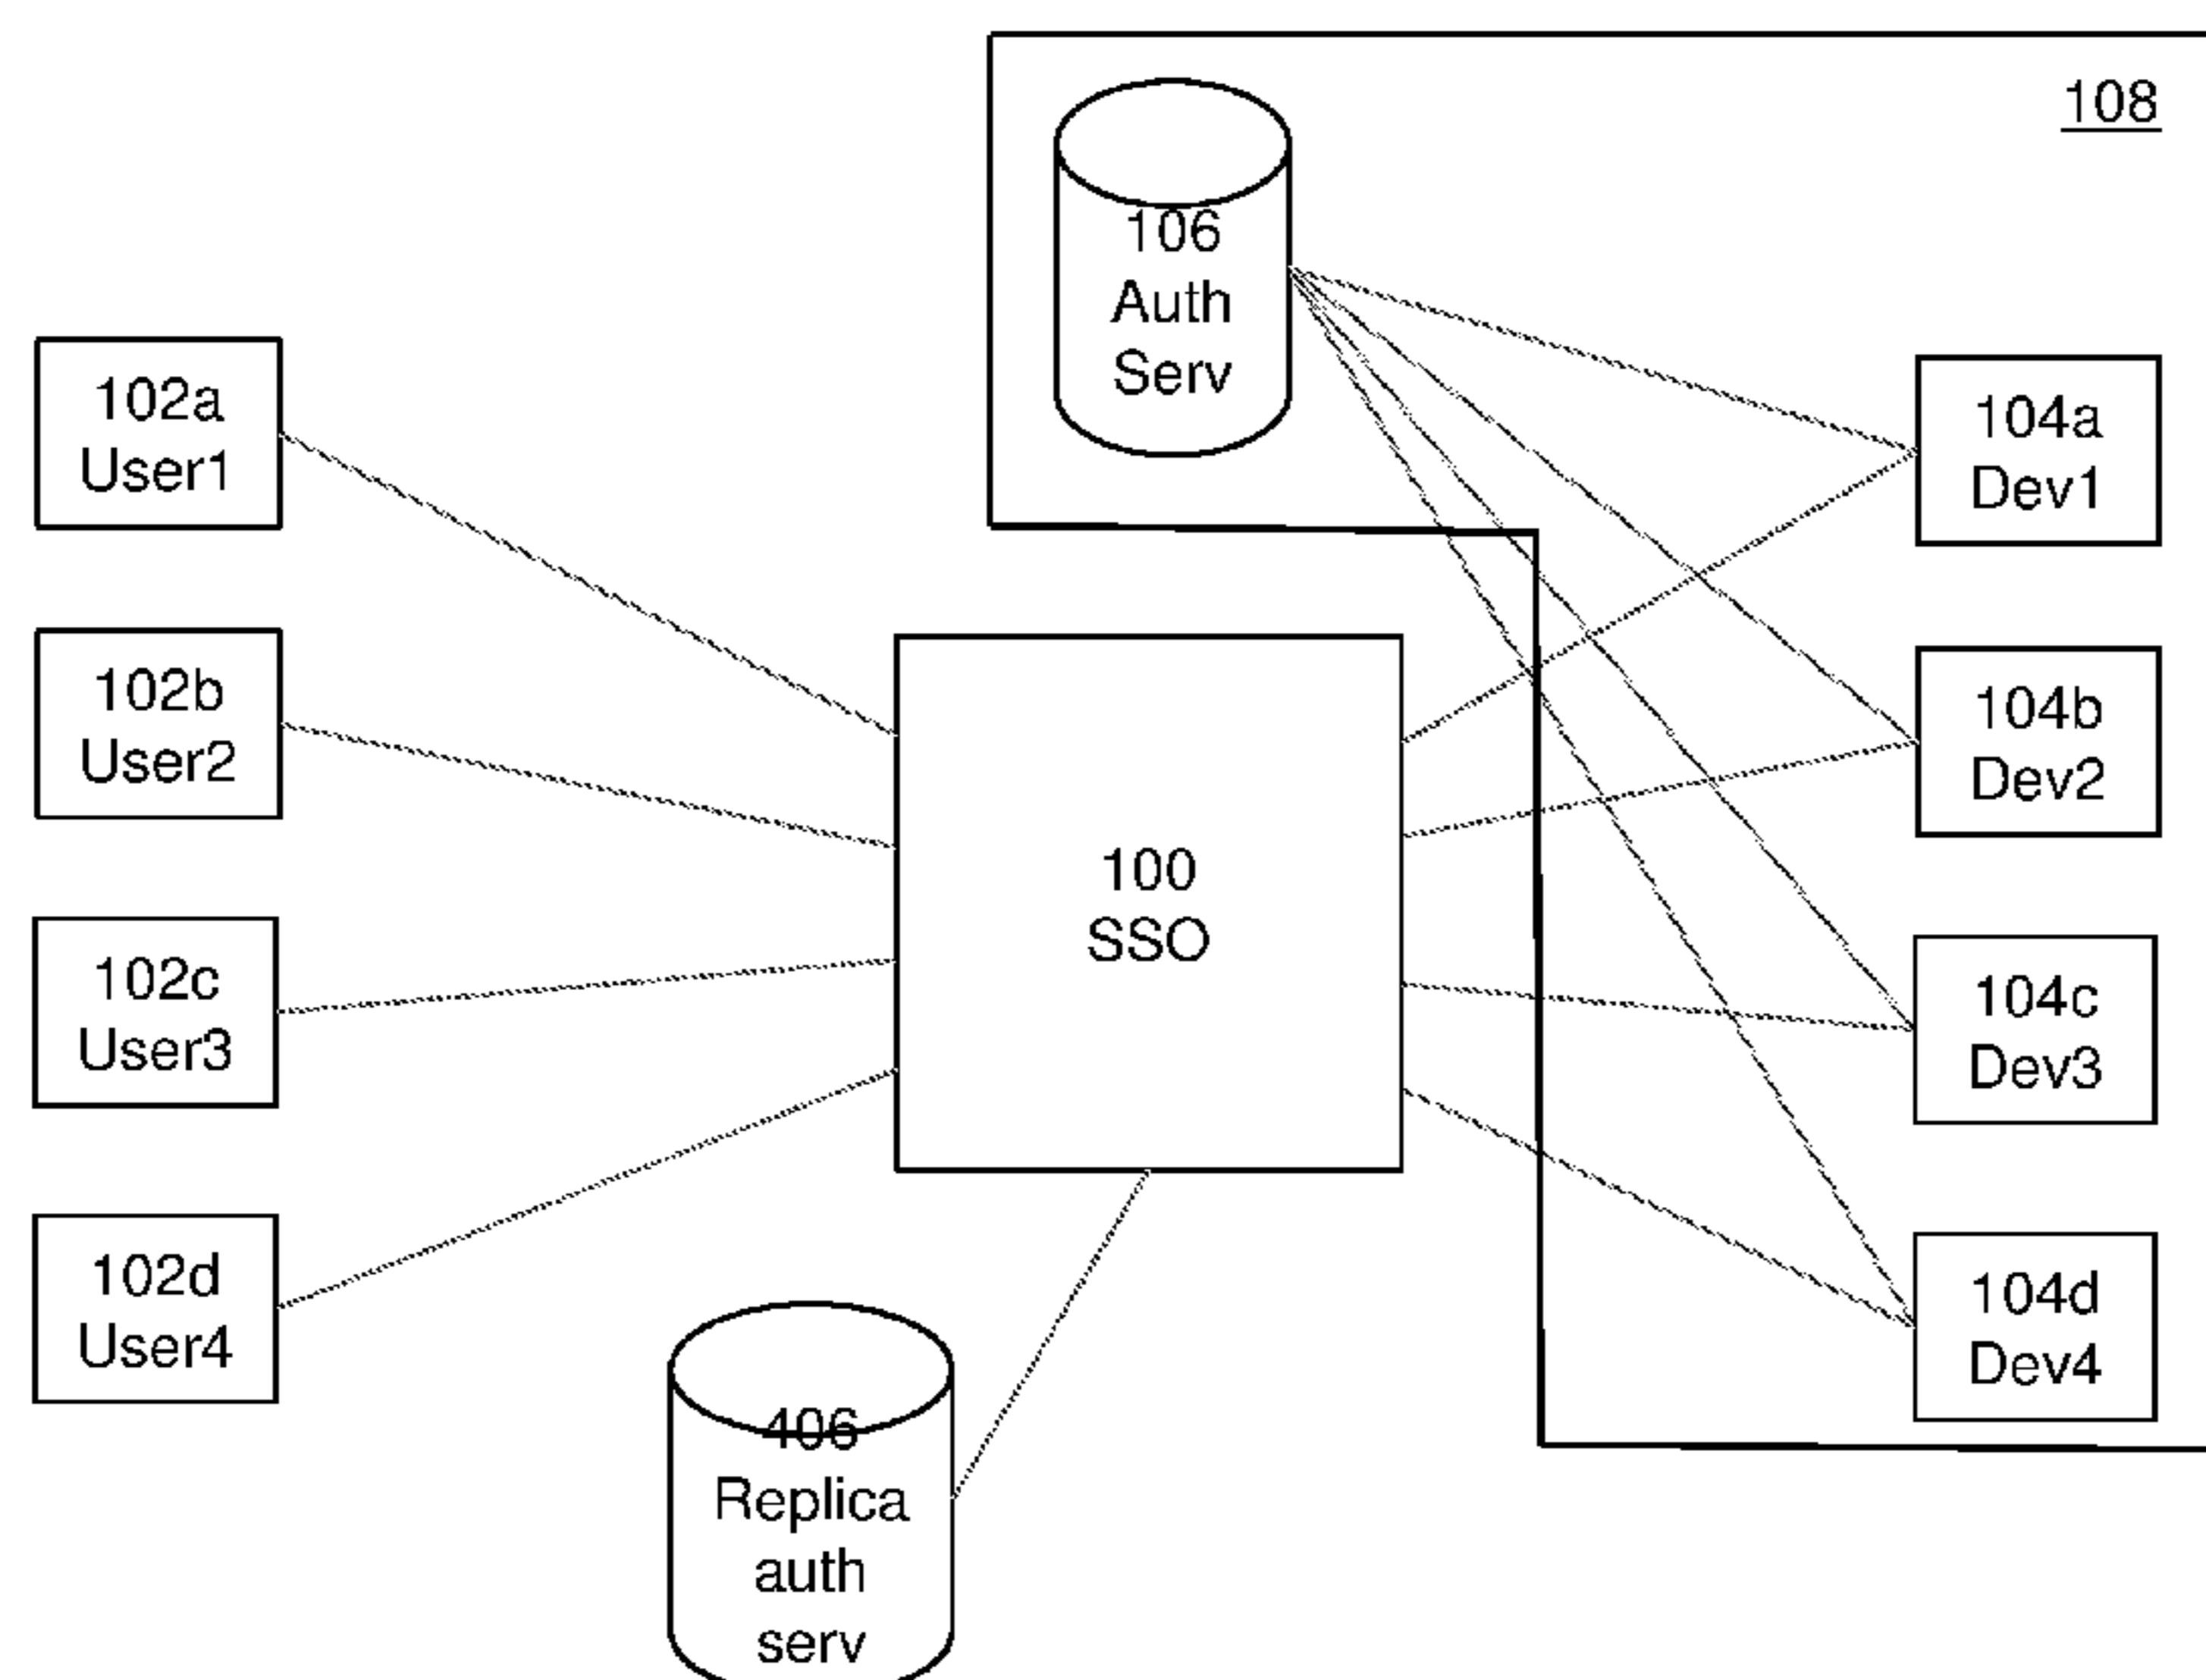 108
106
Auth
Serv
102a
User1
104a
Dev1
102b
User2
104b
Dev2
100
SSO
102c
User3
104c
Dev3
102d
User4
104d
Dev4
406
Replica
auth
serv